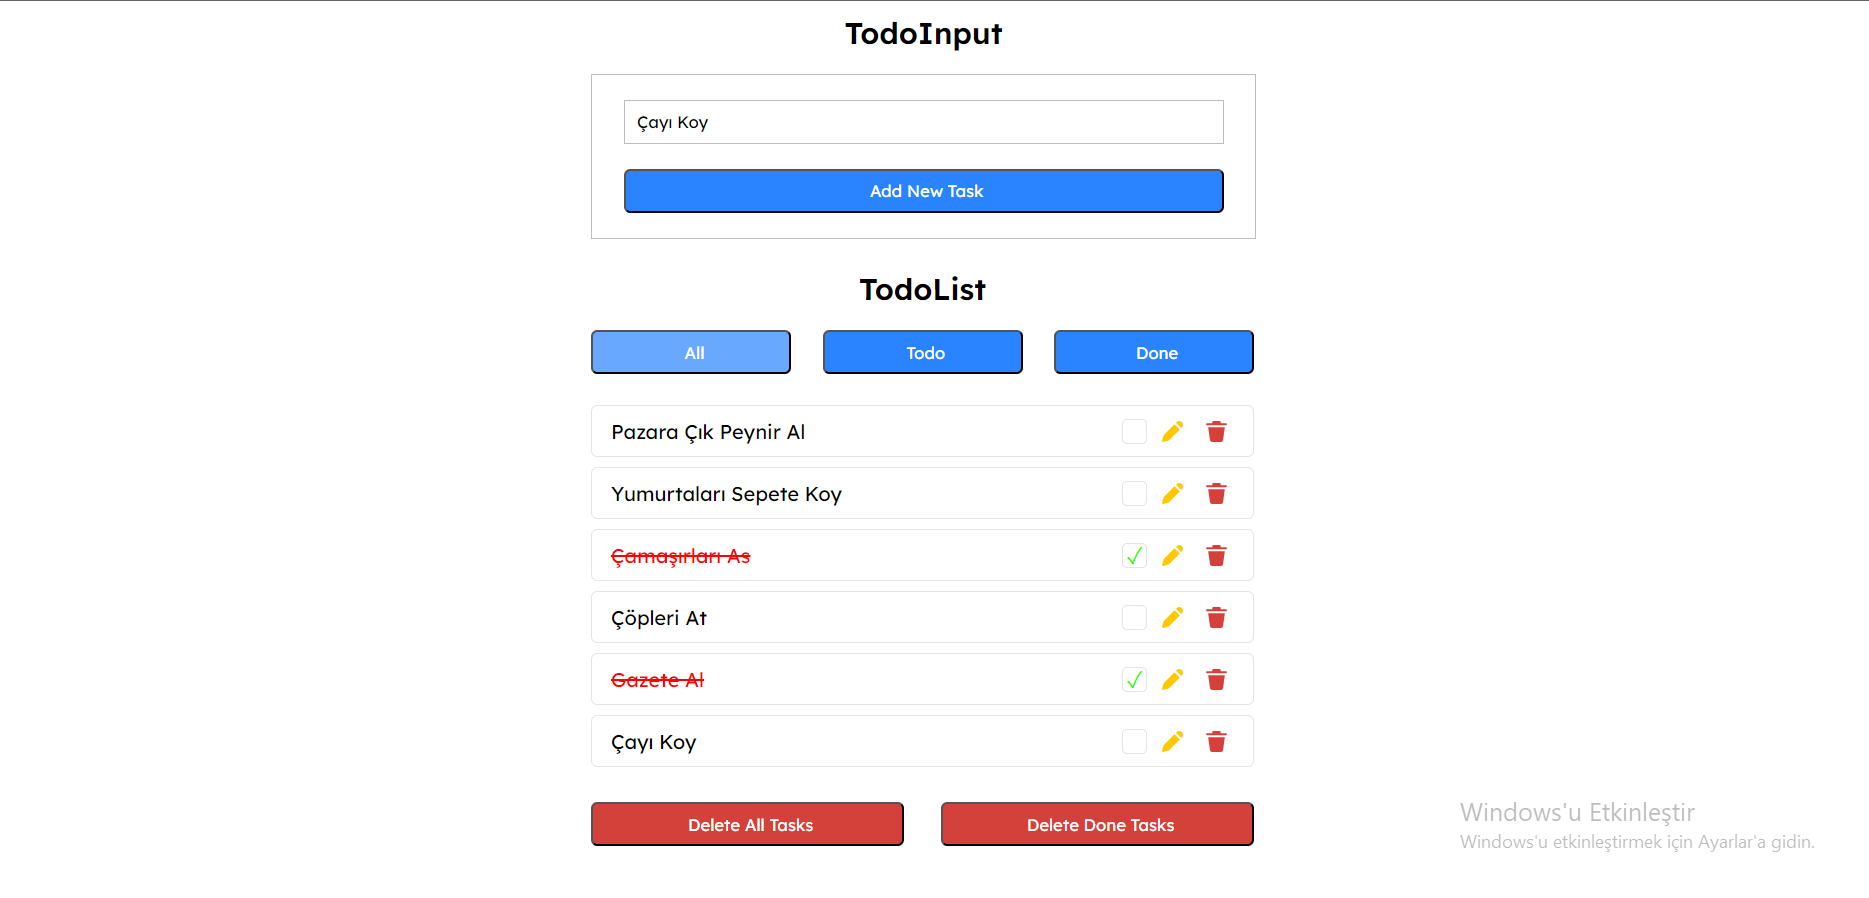 TodoInput
Çayı Koy
Add New Task
TodoList
All
Todo
Done
Pazara Çık Peynir Al
Yumurtaları Sepete Koy
Çamaşırları As
Çöpleri At
Gazete Al
Çayı Koy
Delete All Tasks
Delete Done Tasks
Windows'u Etkinleştir
Windows'u etkinleştirmek için Ayarlar'a gidin.